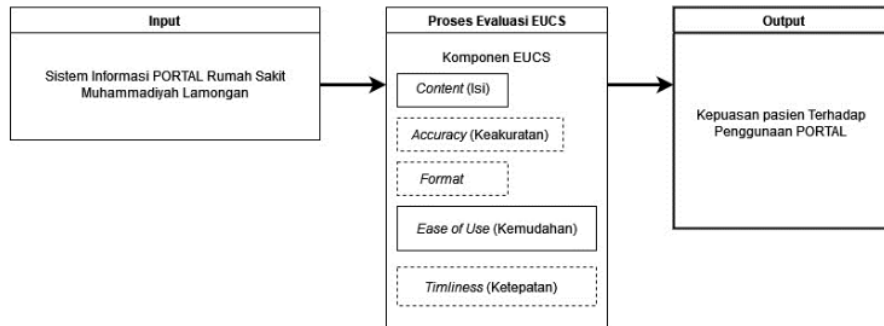 Input
Sistem Informasi PORTAL Rumah Sakit
Muhammadiyah Lamongan
Proses Evaluasi EUCS
Komponen EUCS
Content (Isi)
Accuracy (Keakuratan)
Format
Ease of Use (Kemudahan)
Timliness (Ketepatan)
Output
Kepuasan pasien Terhadap
Penggunaan PORTAL